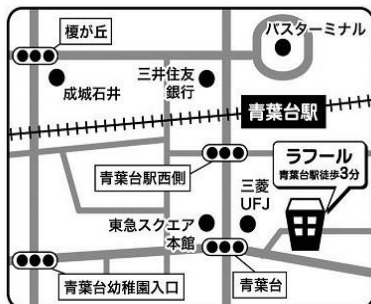 榎が丘
バスターミナル
三井住友
銀行
成城石井
青葉台駅
ラフール
青葉台駅徒歩3分
青葉台駅西側
三菱
UFJ
東急スクエア
本館
青葉台幼稚園入口
青葉台